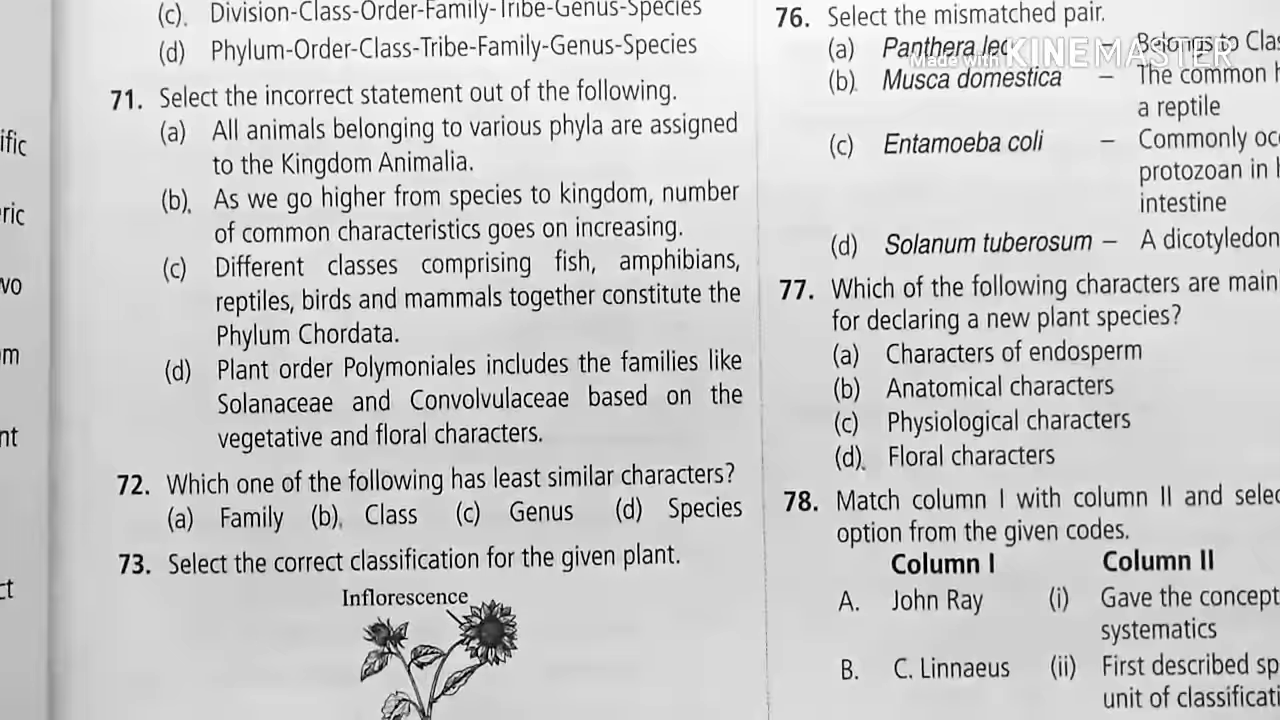 (c). Division-Class-Order-Family-Tribe-Genus-Species
(d) Phylum-Order-Class-Tribe-Family-Genus-Species
71. Select the incorrect statement out of the following.
(a) All animals belonging to various phyla are assigned
to the Kingdom Animalia.
(b). As we go higher from species to kingdom, number
of common characteristics goes on increasing.
(c) Different classes comprising fish, amphibians,
reptiles, birds and mammals together constitute the
Phylum Chordata.
(d) Plant order Polymoniales includes the families like
Solanaceae and Convolvulaceae based on the
vegetative and floral characters.
72. Which one of the following has least similar characters?
(a) Family (b). Class (c) Genus (d) Species
73. Select the correct classification for the given plant.
Inflorescence
76. Select the mismatched pair.
(a) Panthera – Belongs to
(b). Musca domestica – The common
a reptile
(c) Entamoeba coli – Commonly
protozoan in
intestine
(d) Solanum tuberosum – A
77. Which of the following characters are
for declaring a new plant species?
(a) Characters of endosperm
(b) Anatomical characters
(c) Physiological characters
(d). Floral characters
78. Match column I with column II and
option from the given codes.
Column I Column II
A. John Ray (i) Gave the concept
systematics
B. C. Linnaeus (ii) First described
unit of
Made with KINEMASTER